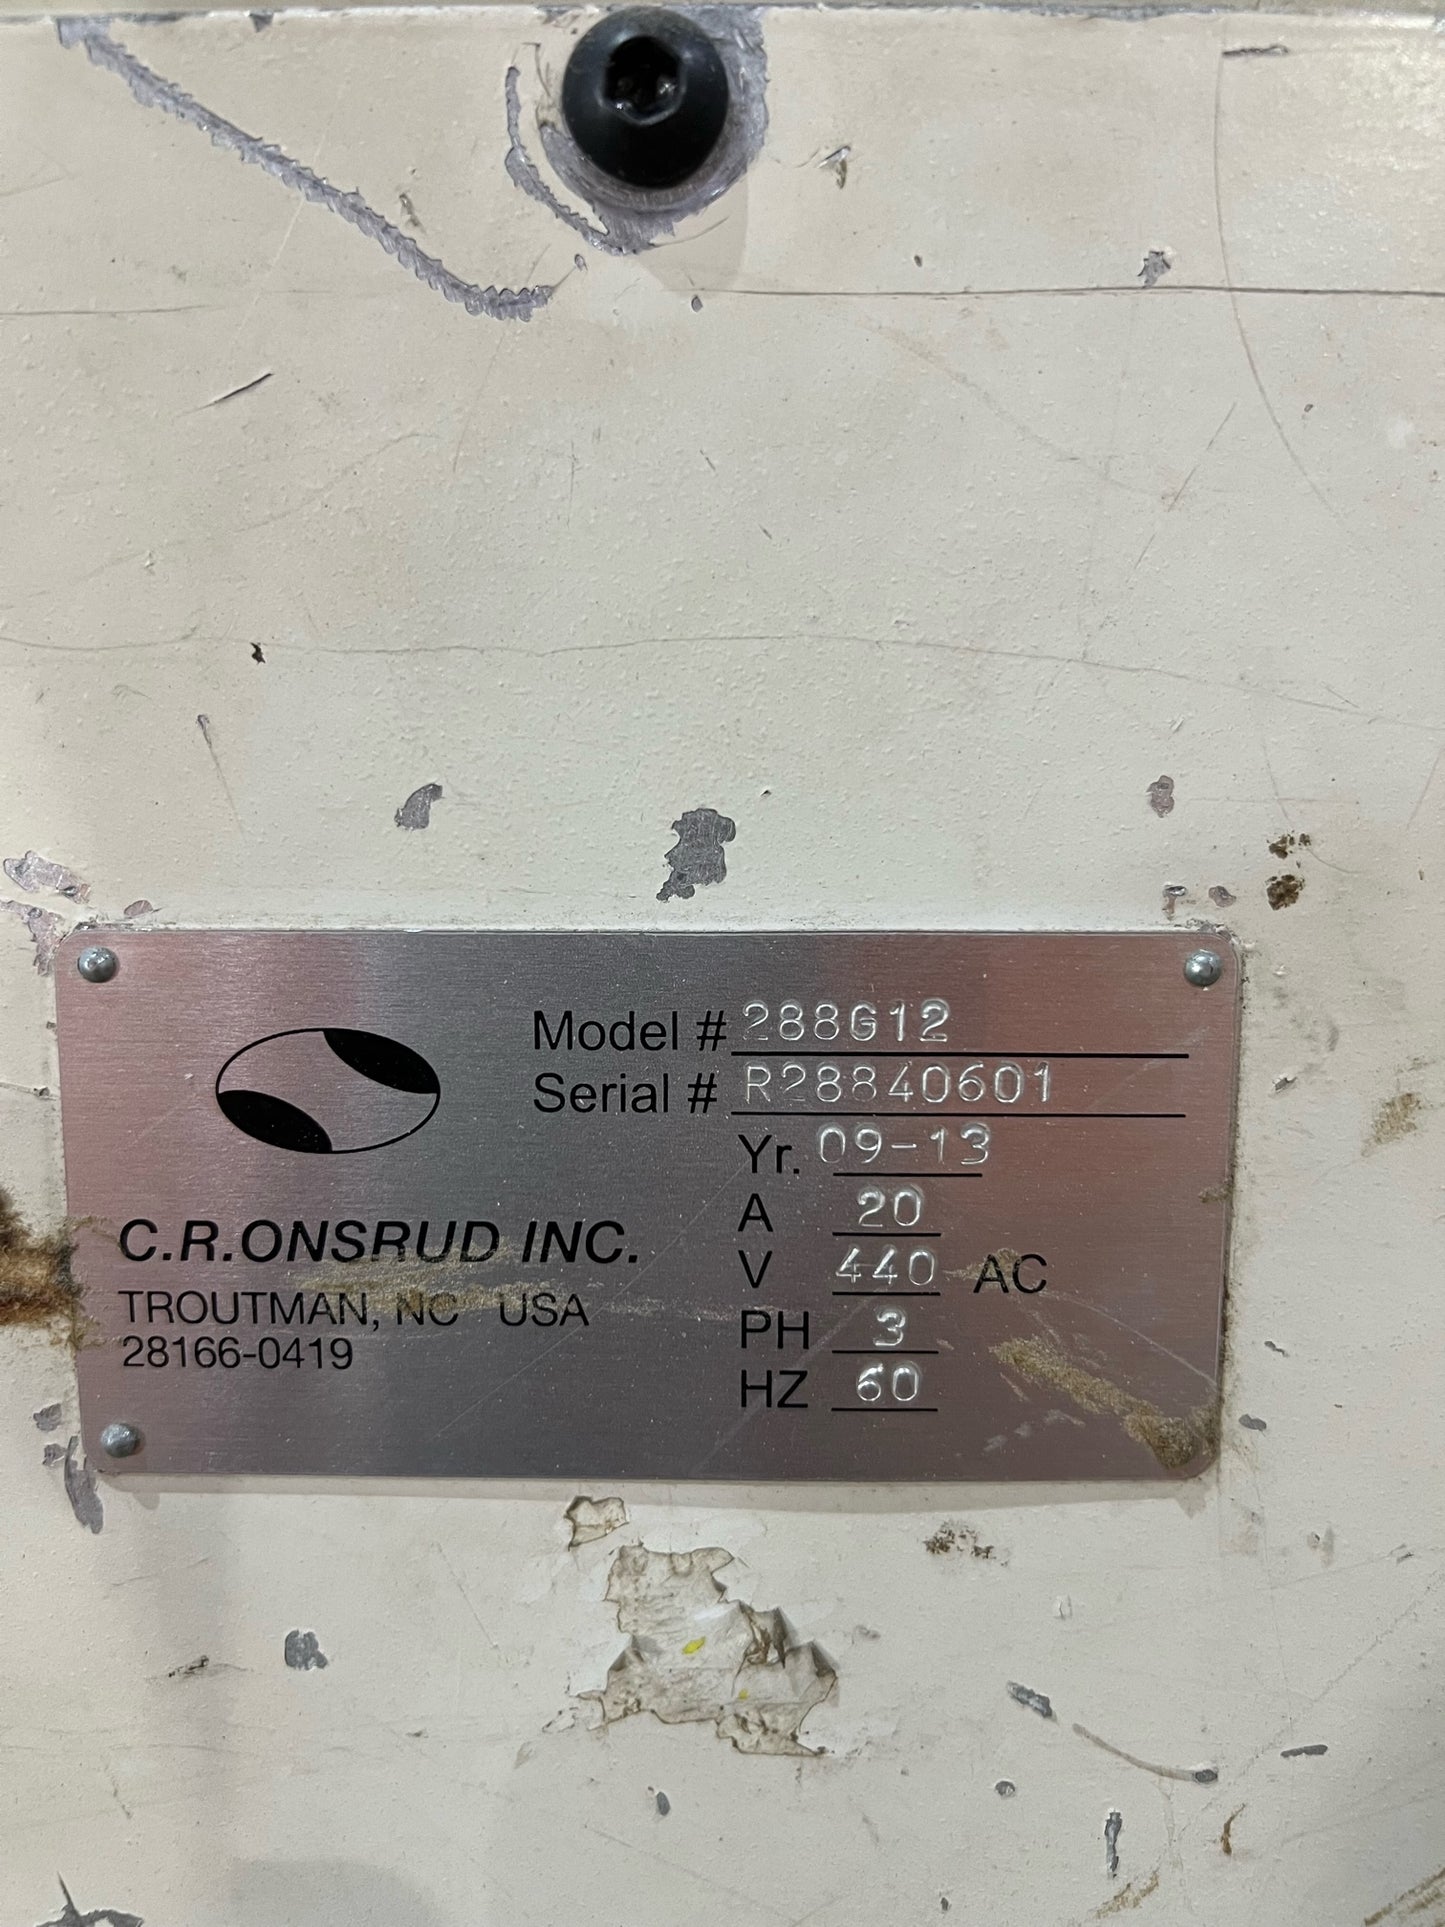 Model # 288G12
Serial # R28840601
Yr. 09-13
A 20
V 440 AC
PH 3
HZ 60
C.R.ONSRUD INC.
TROUTMAN, NC USA
28166-0419